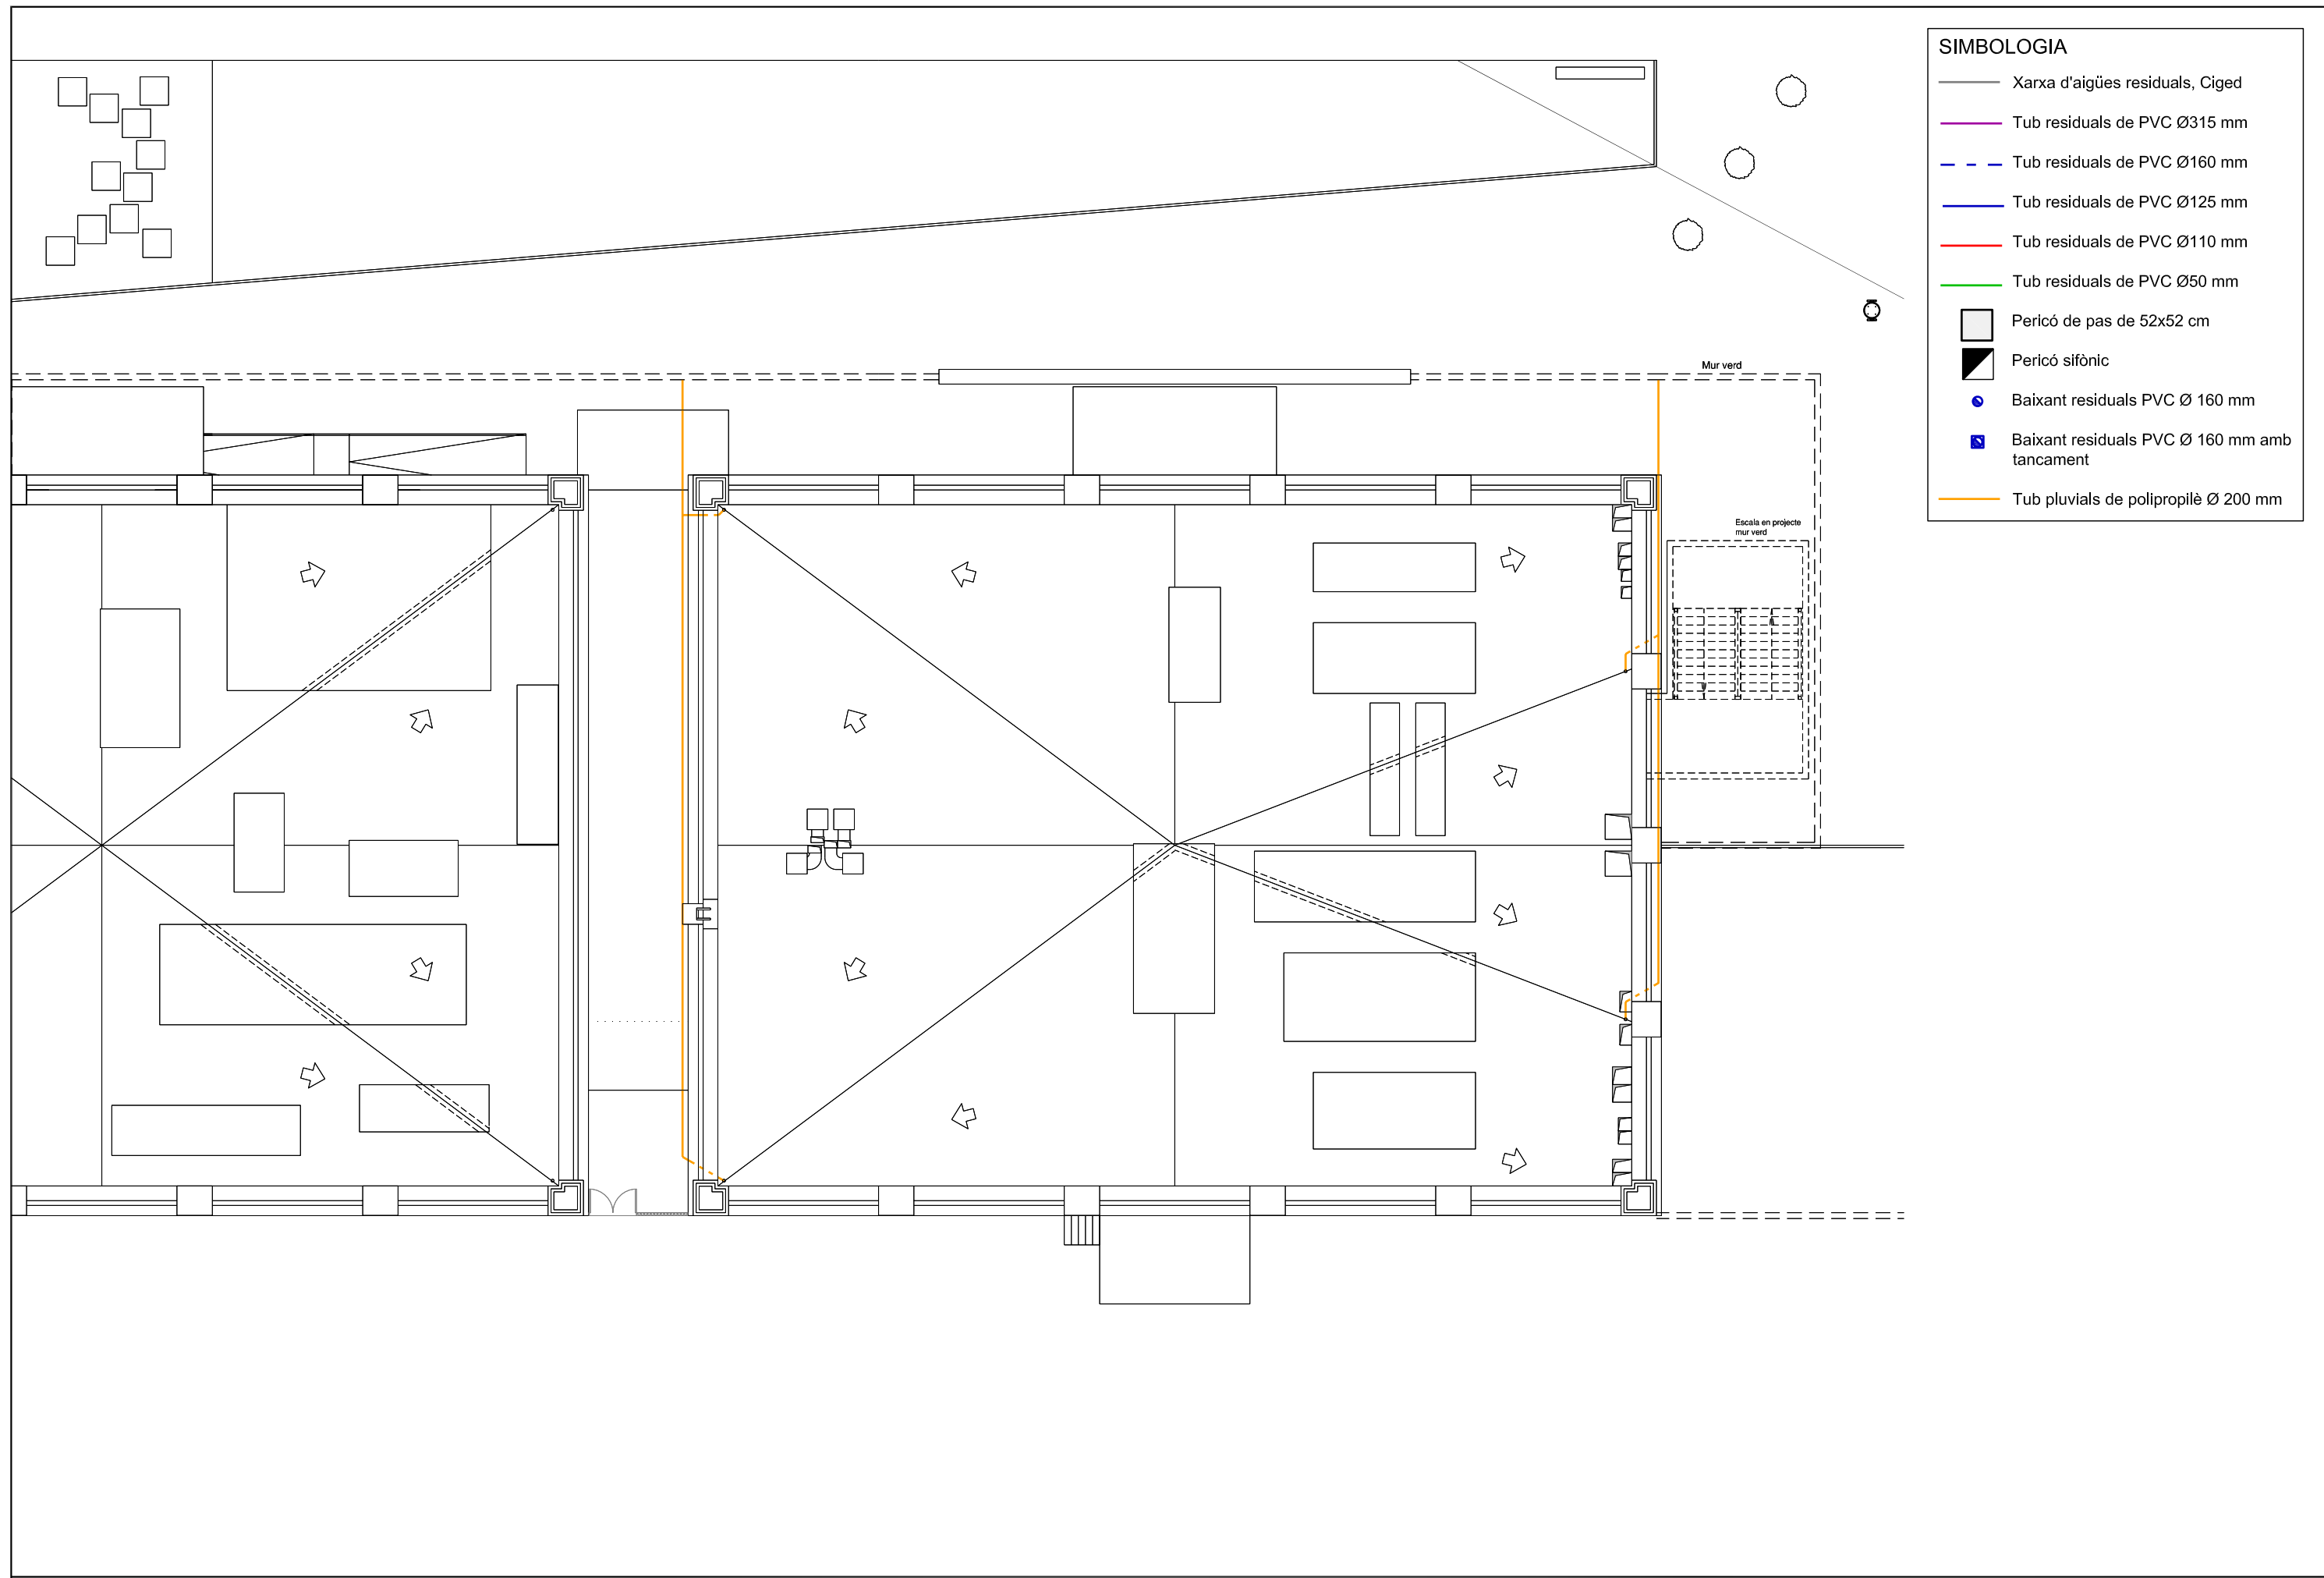 SIMBOLOGIA
Xarxa d'aigües residuals, Ciged
Tub residuals de PVC Ø315 mm
Tub residuals de PVC Ø160 mm
Tub residuals de PVC Ø125 mm
Tub residuals de PVC Ø110 mm
Tub residuals de PVC Ø50 mm
Pericó de pas de 52x52 cm
Pericó sifònic
Baixant residuals PVC Ø 160 mm
Baixant residuals PVC Ø 160 mm amb
tancament
Tub pluvials de polipropilè Ø 200 mm
Mur verd
Escala en projecte
mur verd